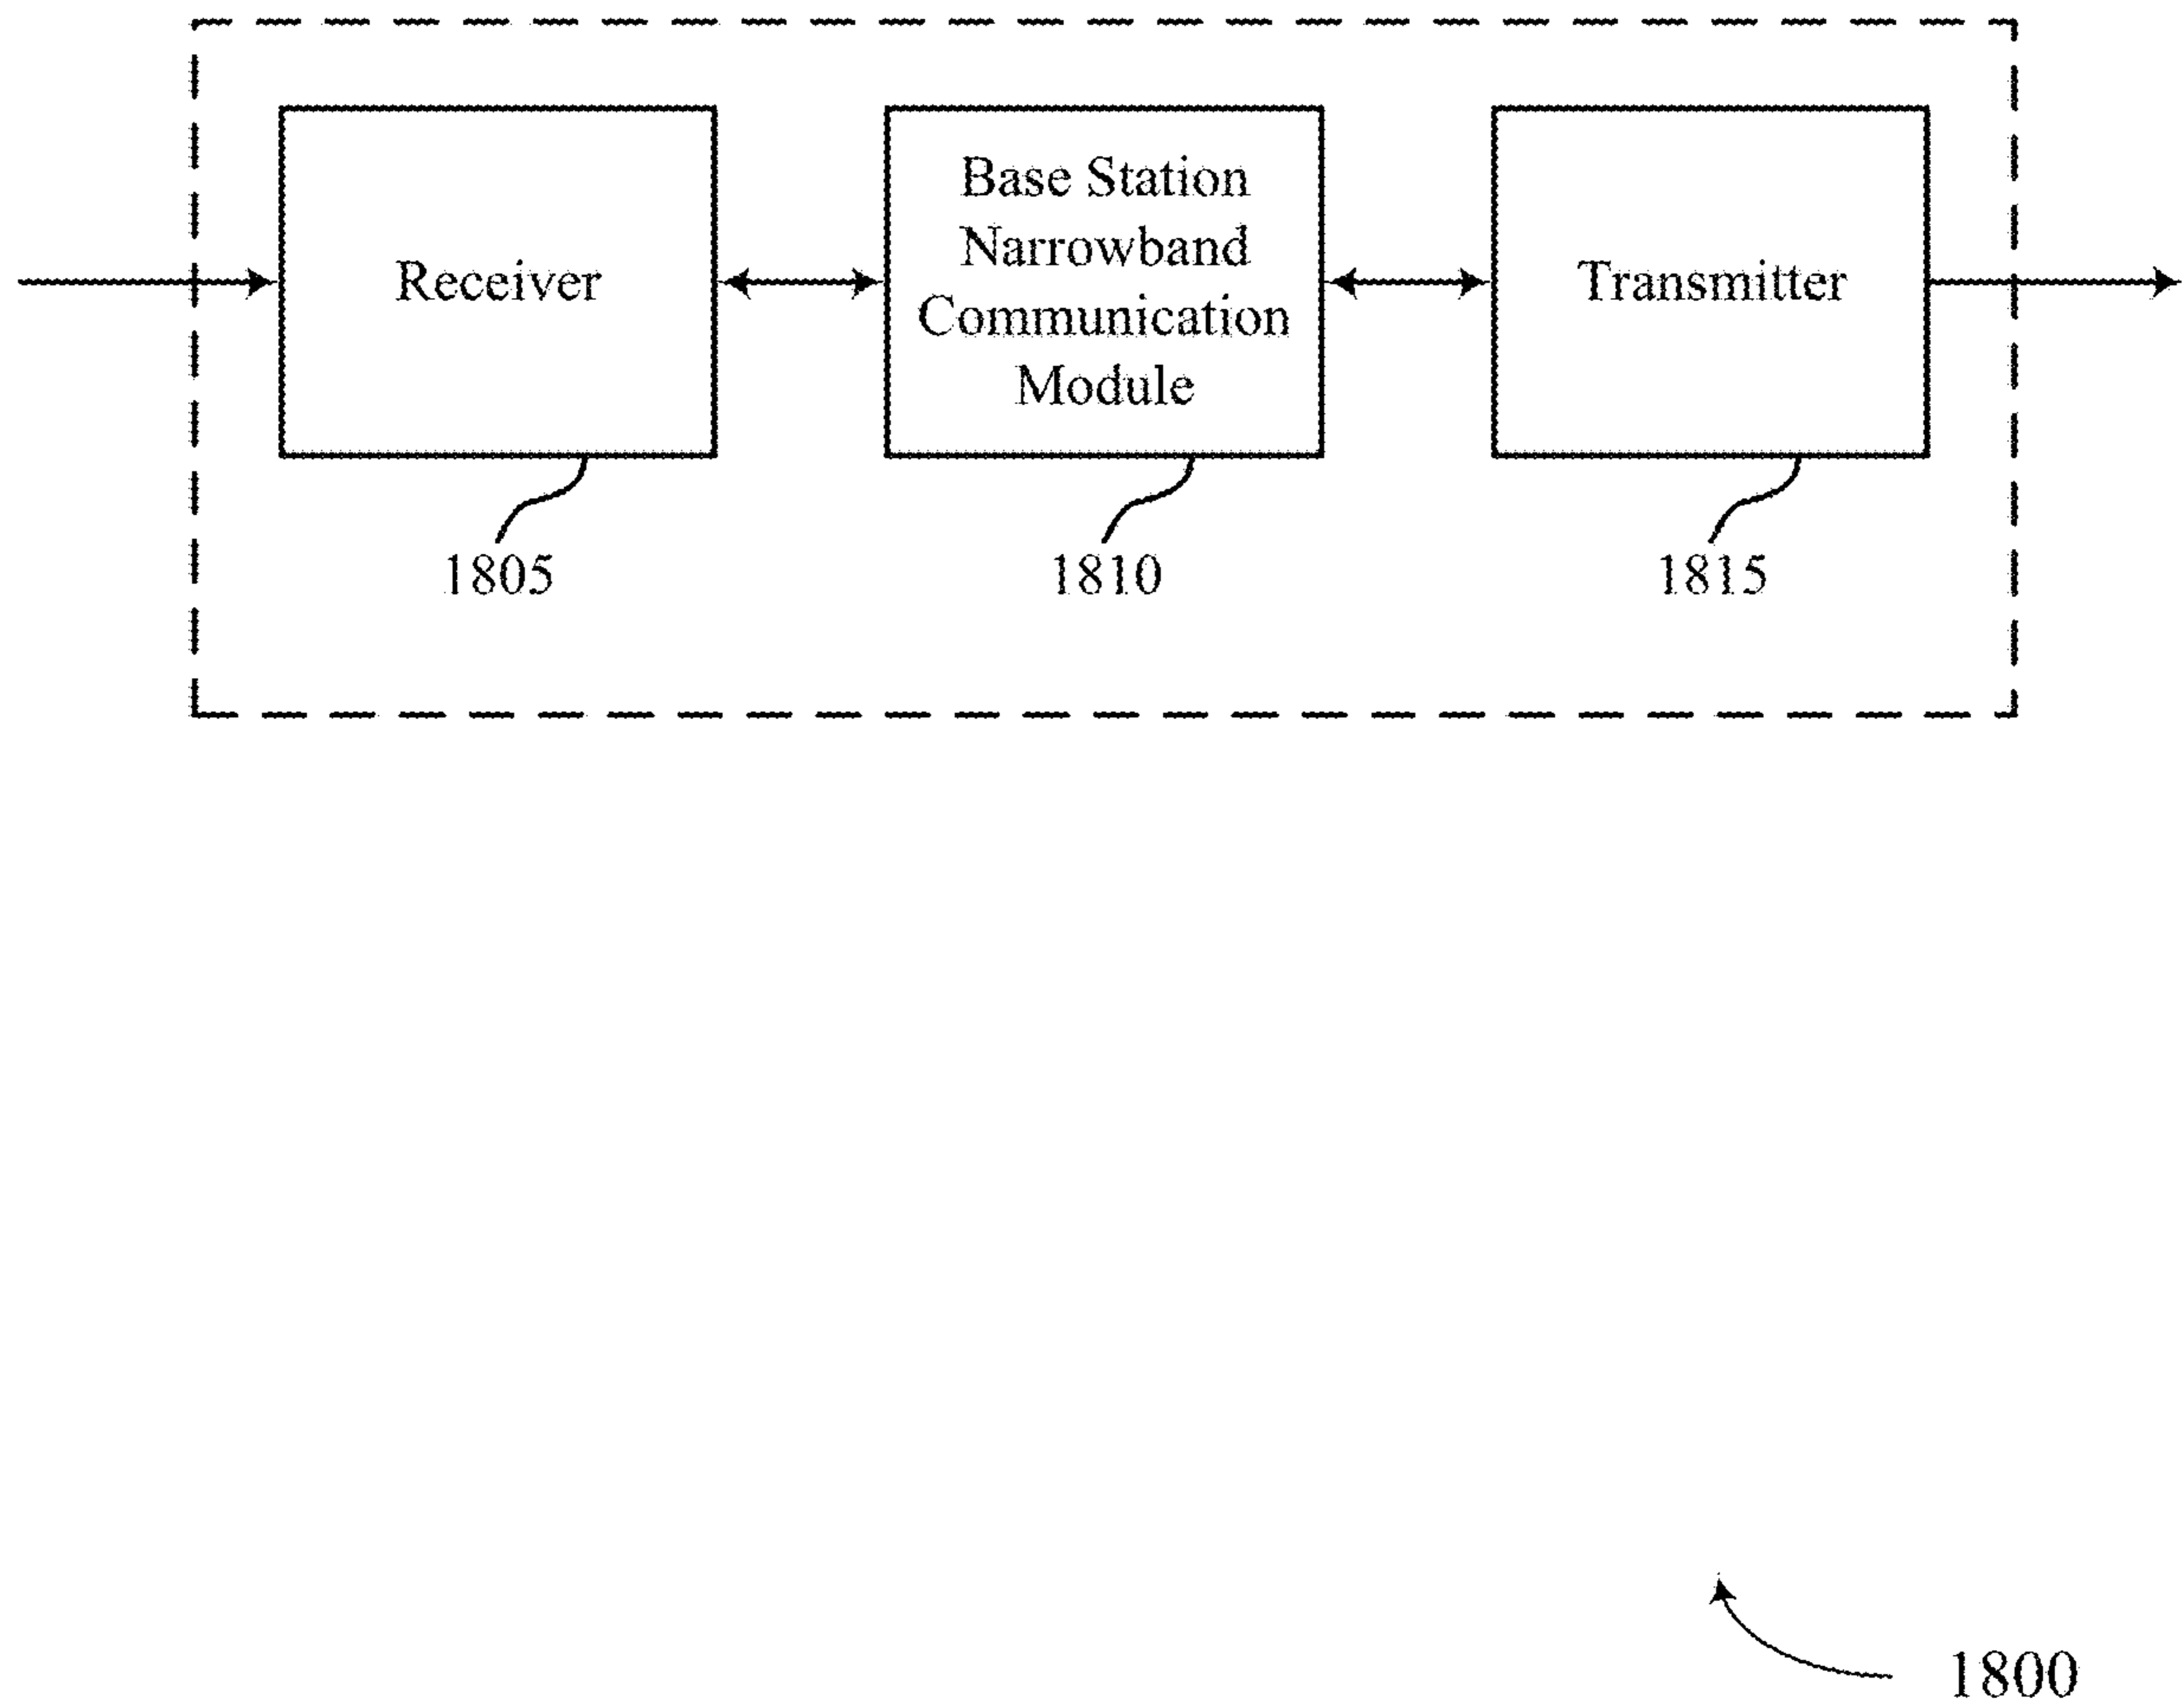 Receiver
Base Station
Narrowband
Communication
Module
Transmitter
1805
1810
1815
1800